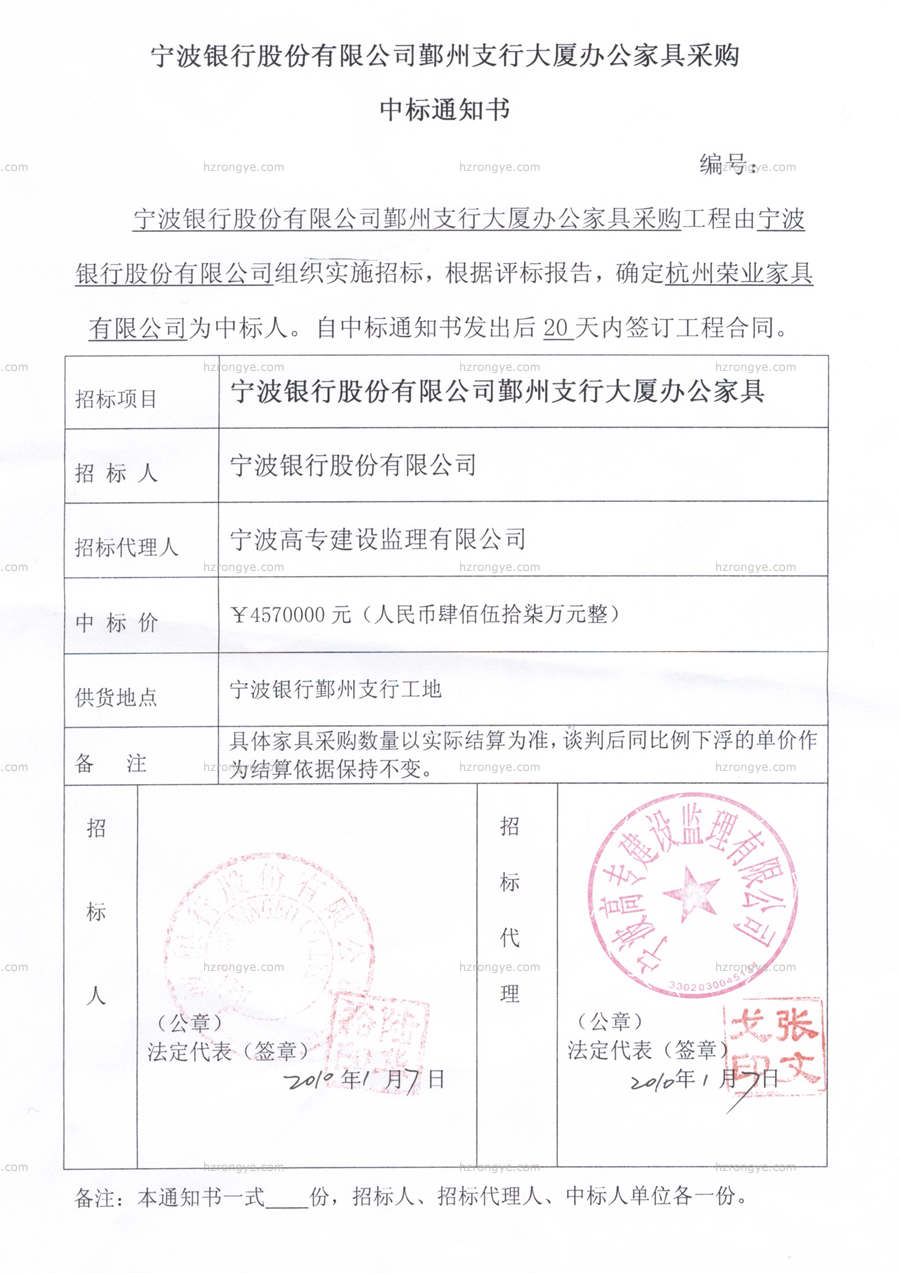 宁波银行股份有限公司鄞州支行大厦办公家具采购
中标通知书
编号:
宁波银行股份有限公司鄞州支行大厦办公家具采购工程由宁波
银行股份有限公司组织实施招标，根据评标报告，确定杭州荣业家具
有限公司为中标人。自中标通知书发出后 20 天内签订工程合同。
招标项目 宁波银行股份有限公司鄞州支行大厦办公家具
招 标 人 宁波银行股份有限公司
招标代理人 宁波高专建设监理有限公司
中 标 价 ￥4570000 元（人民币肆佰伍拾柒万元整）
供货地点 宁波银行鄞州支行工地
备 注 具体家具采购数量以实际结算为准，谈判后同比例下浮的单价作
为结算依据保持不变。
招标人
银行股份有限公
（公章）
法定代表（签章）
2010 年 1 月 7 日
招标代理
宁波高专建设监理有限公司
（公章）
法定代表（签章）
张文戈印
2010年 1 月 7 日
备注：本通知书一式____份，招标人、招标代理人、中标人单位各一份。
hzrongye.com